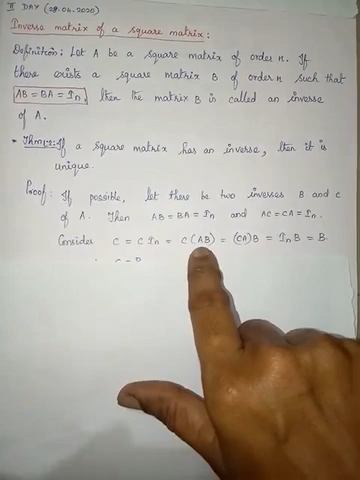 II DAY (28.04.2020)
Inverse matrix of a square matrix:
Definition: Let A be a square matrix of order n. If
there exists a square matrix B of order n such that
AB = BA = In, then the matrix B is called an inverse
of A.
If a square matrix has an inverse, then it is
unique.
Proof: If possible, let there be two inverses B and C
of A. Then AB = BA = In and AC = CA = In.
Consider C = C In = C(AB) = (CA)B = In B = B.